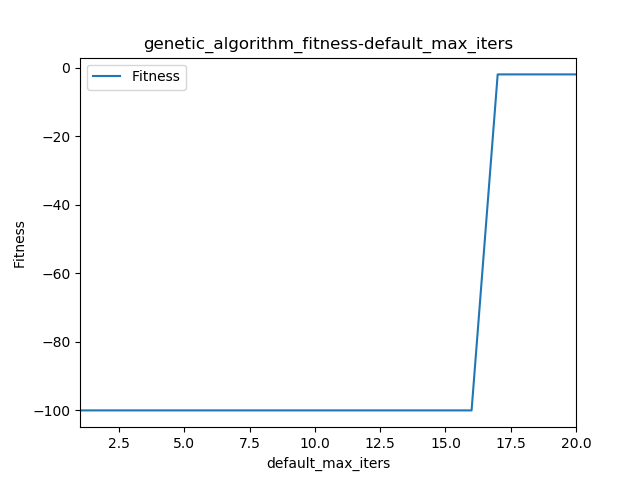 genetic_algorithm_fitness-default_max_iters
Fitness
0
−20
−40
−60
−80
−100
Fitness
2.5 5.0 7.5 10.0 12.5 15.0 17.5 20.0
default_max_iters